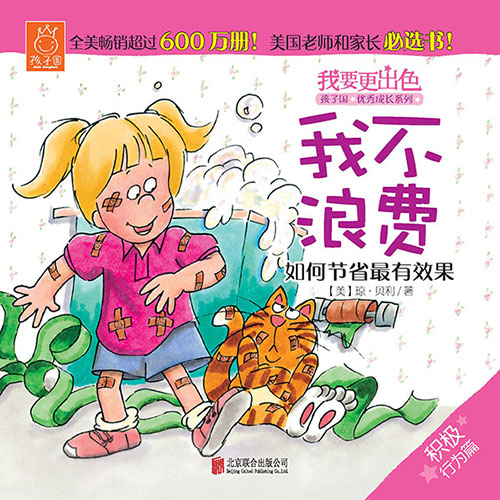 孩子国
全美畅销超过600万册！美国老师和家长必选书！
我要更出色
孩子国 优秀成长系列
我不
浪费
如何节省最有效果
【美】琼·贝利/著
积极
行为篇
北京联合出版公司
Beijing United Publishing Co.,Ltd.